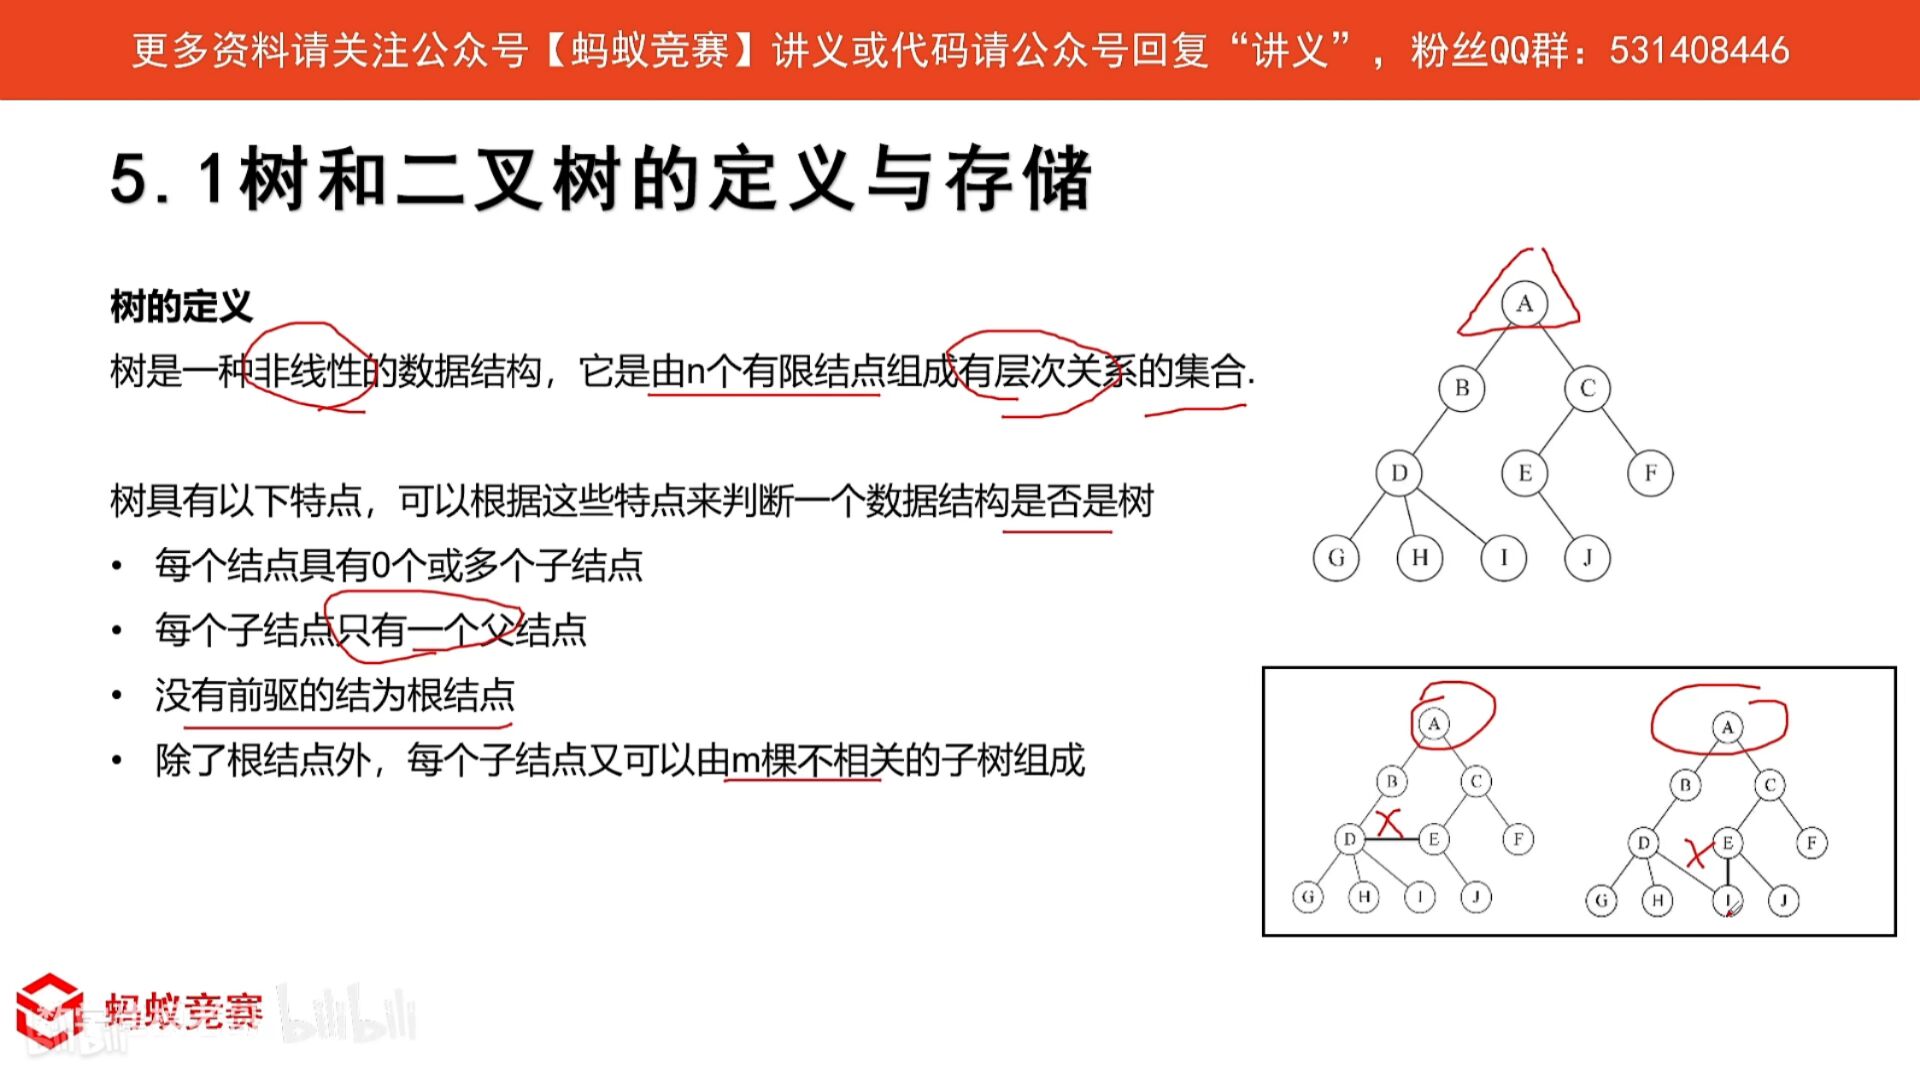 更多资料请关注公众号【蚂蚁竞赛】讲义或代码请公众号回复“讲义”，粉丝QQ群：531408446
5.1树和二叉树的定义与存储
树的定义
树是一种非线性的数据结构，它是由n个有限结点组成有层次关系的集合.
树具有以下特点，可以根据这些特点来判断一个数据结构是否是树
• 每个结点具有0个或多个子结点
• 每个子结点只有一个父结点
• 没有前驱的结为根结点
• 除了根结点外，每个子结点又可以由m棵不相关的子树组成
A
B C
D E F
G H I J
A
B C
D E F
G H I J
A
B C
D E F
G H I J
蚂蚁竞赛
bilibili